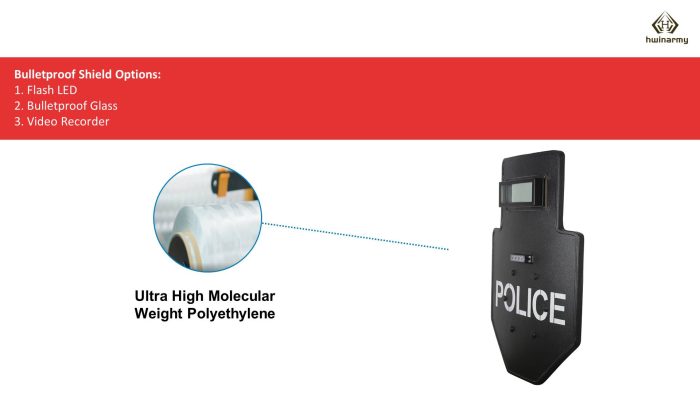 hwinarmy
Bulletproof Shield Options:
1. Flash LED
2. Bulletproof Glass
3. Video Recorder
Ultra High Molecular
Weight Polyethylene
POLICE